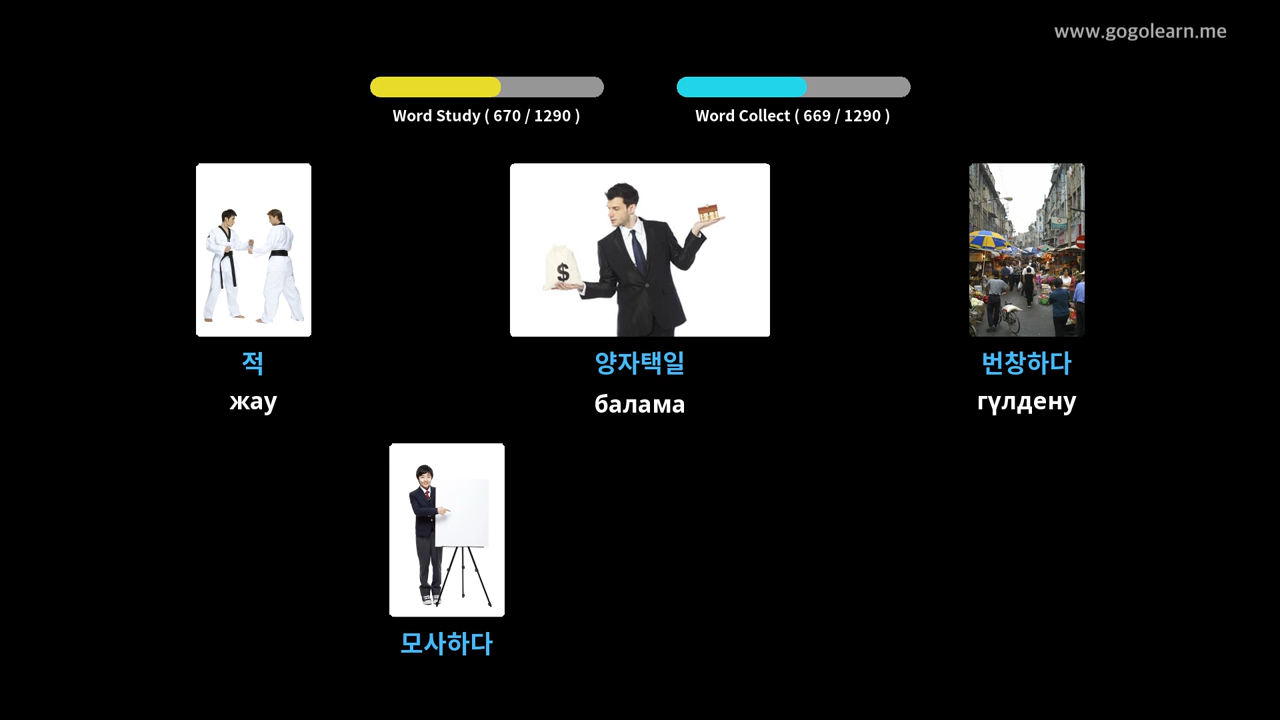 www.gogolearn.me
Word Study ( 670 / 1290 )
Word Collect ( 669 / 1290 )
적
양자택일
번창하다
жау
балама
гүлдену
$
모사하다